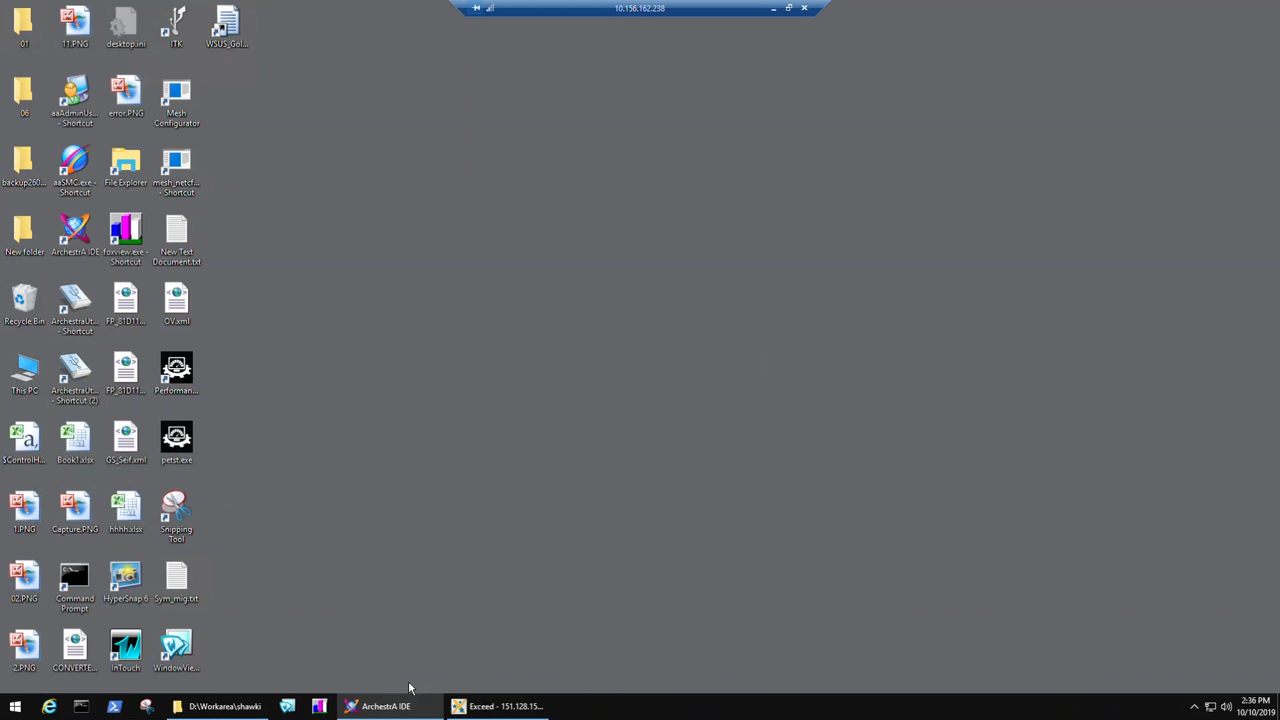 10.156.162.238
01
11.PNG
desktop.ini
ITK
WSUS_Gol...
06
aaAdminUs...
- Shortcut
error.PNG
Mesh
Configurator
backup260...
aaSMC.exe -
Shortcut
File Explorer
mesh_netcf...
- Shortcut
New folder
ArchestrA IDE
foxview.exe -
Shortcut
New Text
Document.txt
Recycle Bin
ArchestraUt...
- Shortcut
FP_81D11...
OV.xml
This PC
ArchestraUt...
- Shortcut (2)
FP_81D11...
Performan...
$ControlH...
Book1.xlsx
GS_Seif.xml
petst.exe
1.PNG
Capture.PNG
hhhh.xlsx
Snipping
Tool
02.PNG
Command
Prompt
HyperSnap 6
Sym_mig.txt
2.PNG
CONVERTE...
InTouch
WindowVie...
D:\Workarea\shawki
ArchestrA IDE
Exceed - 151.128.15...
2:36 PM
10/10/2019